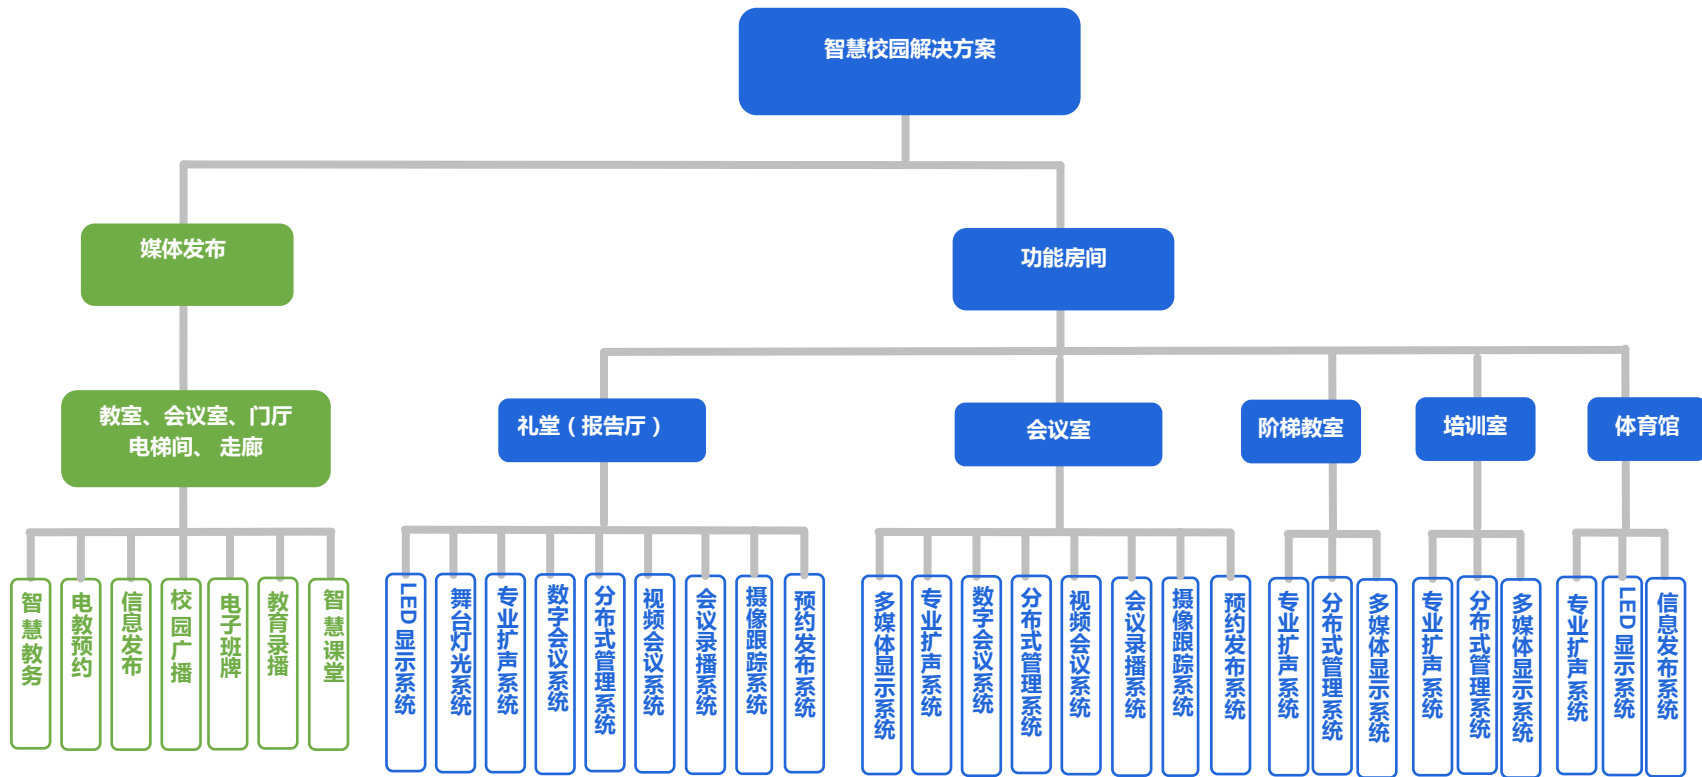 智慧校园解决方案
媒体发布
功能房间
教室、会议室、门厅
电梯间、 走廊
礼堂（报告厅）
会议室
阶梯教室
培训室
体育馆
智慧教务
电教预约
信息发布
校园广播
电子班牌
教育录播
智慧课堂
LED显示系统
舞台灯光系统
专业扩声系统
数字会议系统
分布式管理系统
视频会议系统
会议录播系统
摄像跟踪系统
预约发布系统
多媒体显示系统
专业扩声系统
数字会议系统
分布式管理系统
视频会议系统
会议录播系统
摄像跟踪系统
预约发布系统
专业扩声系统
分布式管理系统
多媒体显示系统
专业扩声系统
分布式管理系统
多媒体显示系统
专业扩声系统
LED显示系统
信息发布系统